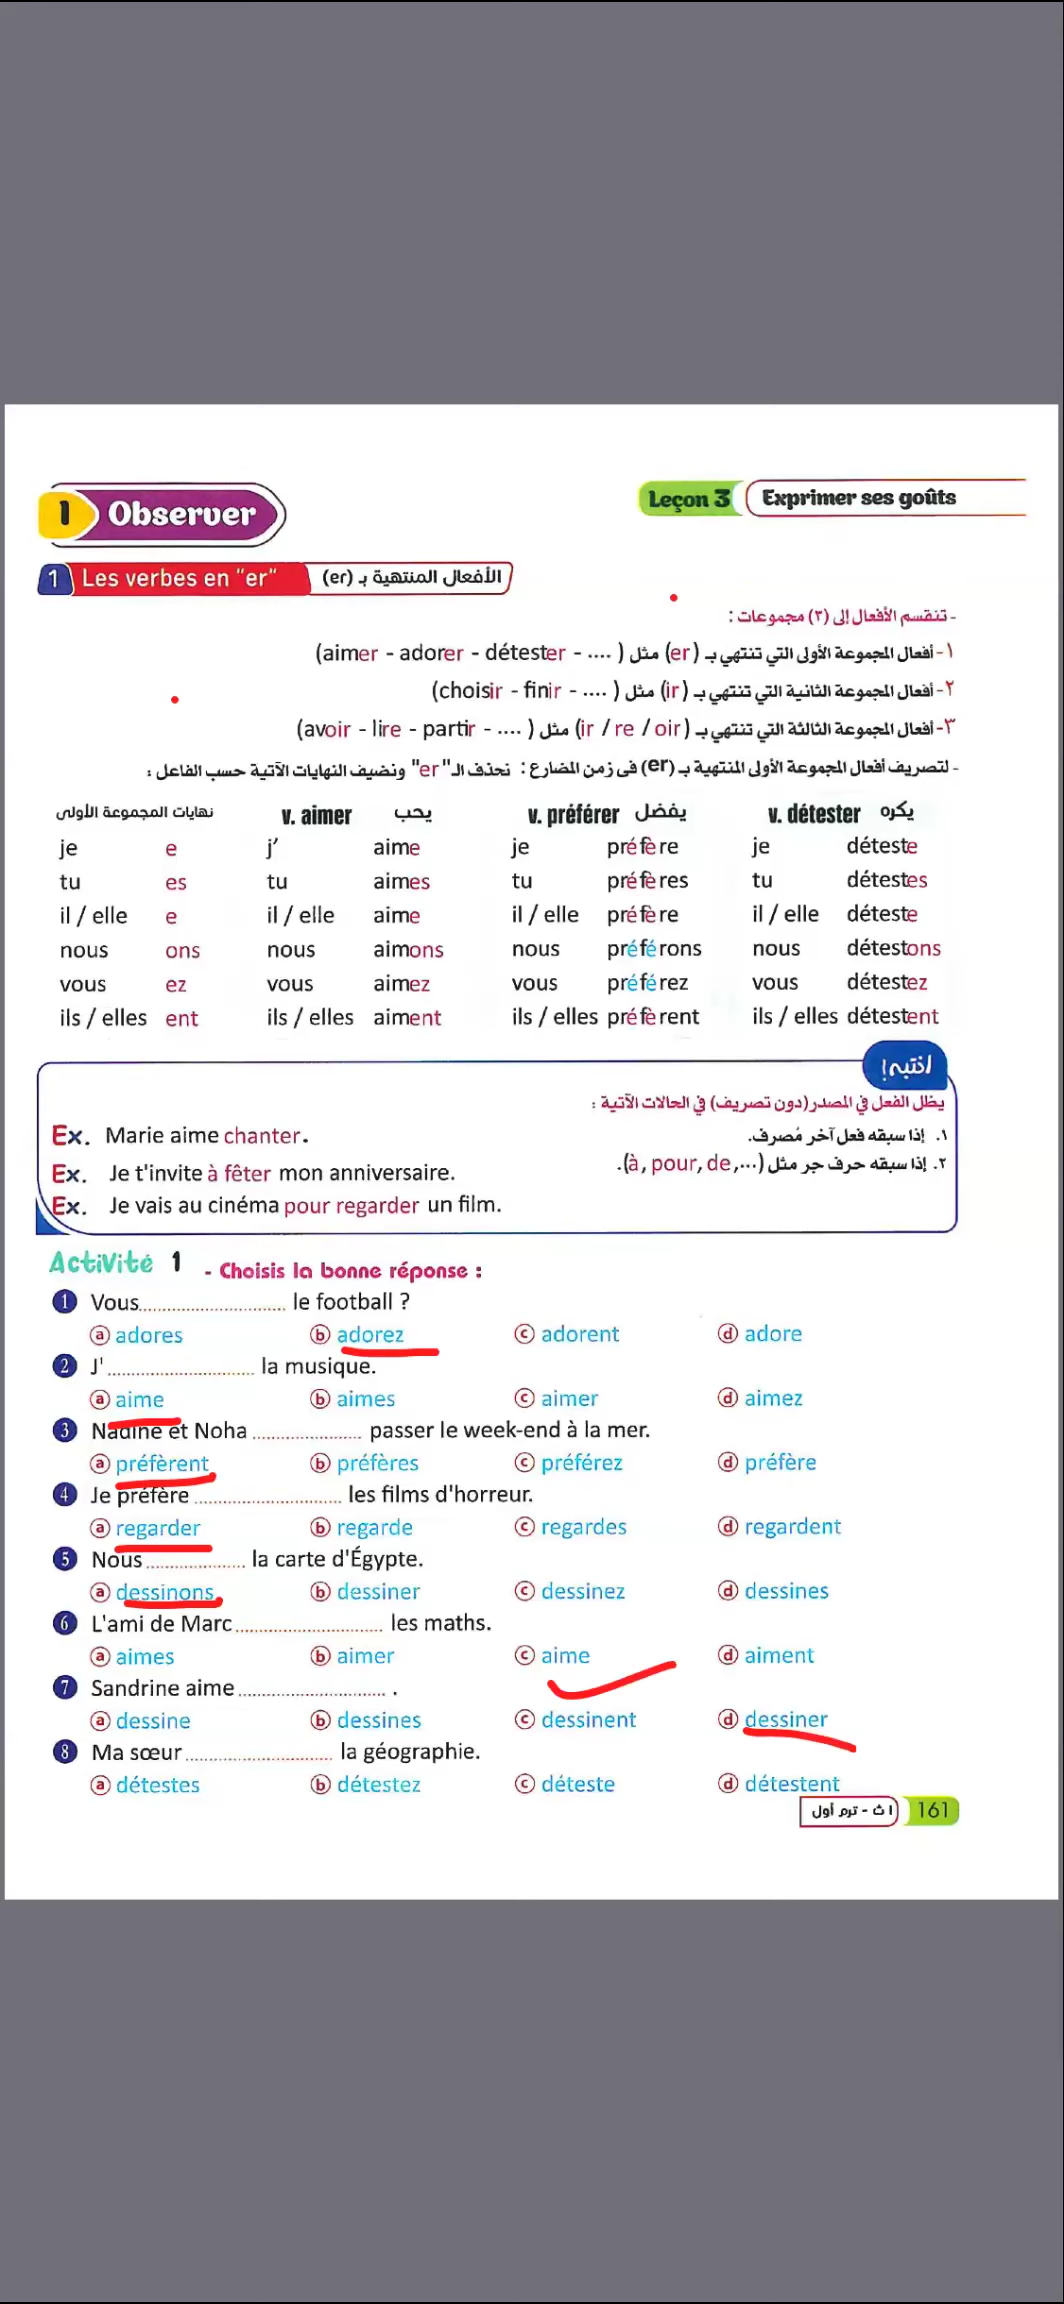 1 Observer
Leçon 3 Exprimer ses goûts
1 Les verbes en "er" الأفعال المنتهية بـ (er)
- تنقسم الأفعال إلى (٣) مجموعات :
١- أفعال المجموعة الأولى التي تنتهي بـ (er) مثل ( .... - aimer - adorer - détester)
٢- أفعال المجموعة الثانية التي تنتهي بـ (ir) مثل ( .... - choisir - finir)
٣- أفعال المجموعة الثالثة التي تنتهي بـ (ir / re / oir) مثل ( .... - avoir - lire - partir)
- لتصريف أفعال المجموعة الأولى المنتهية بـ (er) فى زمن المضارع : نحذف الـ "er" ونضيف النهايات الآتية حسب الفاعل :
نهايات المجموعة الأولى v. aimer يحب v. préférer يفضل v. détester يكره
je e j' aime je préfère je déteste
tu es tu aimes tu préfères tu détestes
il / elle e il / elle aime il / elle préfère il / elle déteste
nous ons nous aimons nous préférons nous détestons
vous ez vous aimez vous préférez vous détestez
ils / elles ent ils / elles aiment ils / elles préfèrent ils / elles détestent
انتبه!
يظل الفعل في المصدر (دون تصريف) في الحالات الآتية :
Ex. Marie aime chanter. ١. إذا سبقه فعل آخر مُصرف.
Ex. Je t'invite à fêter mon anniversaire. ٢. إذا سبقه حرف جر مثل (à, pour, de,...).
Ex. Je vais au cinéma pour regarder un film.
Activité 1 - Choisis la bonne réponse :
1 Vous............................ le football ?
a adores b adorez c adorent d adore
2 J'............................ la musique.
a aime b aimes c aimer d aimez
3 Nadine et Noha .................... passer le week-end à la mer.
a préfèrent b préfères c préférez d préfère
4 Je préfère ............................ les films d'horreur.
a regarder b regarde c regardes d regardent
5 Nous .................. la carte d'Égypte.
a dessinons b dessiner c dessinez d dessines
6 L'ami de Marc ............................ les maths.
a aimes b aimer c aime d aiment
7 Sandrine aime ............................ .
a dessine b dessines c dessinent d dessiner
8 Ma sœur ............................ la géographie.
a détestes b détestez c déteste d détestent
١ ث - ترم أول 161